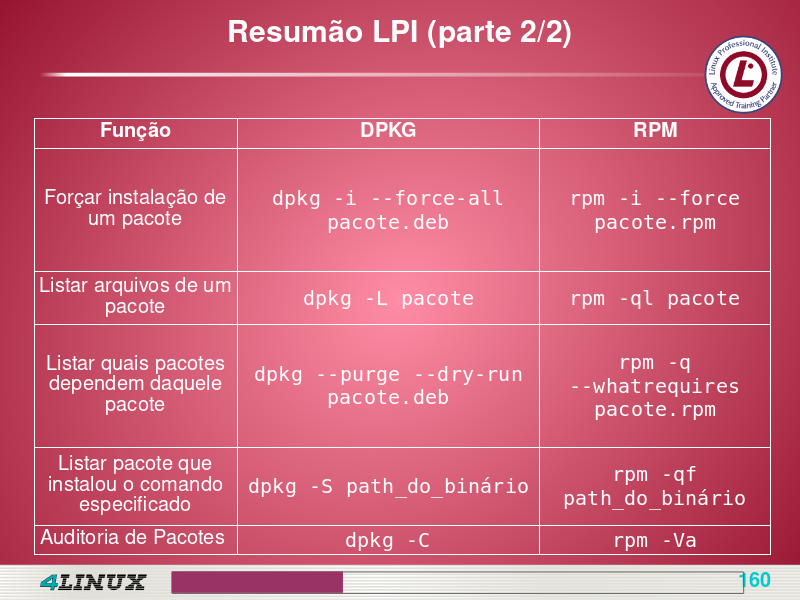 Resumão LPI (parte 2/2)
Linux Professional Institute
Approved Training Partner
Função DPKG RPM
Forçar instalação de
um pacote
dpkg -i --force-all
pacote.deb
rpm -i --force
pacote.rpm
Listar arquivos de um
pacote
dpkg -L pacote
rpm -ql pacote
Listar quais pacotes
dependem daquele
pacote
dpkg --purge --dry-run
pacote.deb
rpm -q
--whatrequires
pacote.rpm
Listar pacote que
instalou o comando
especificado
dpkg -S path_do_binário
rpm -qf
path_do_binário
Auditoria de Pacotes
dpkg -C
rpm -Va
4LINUX
160